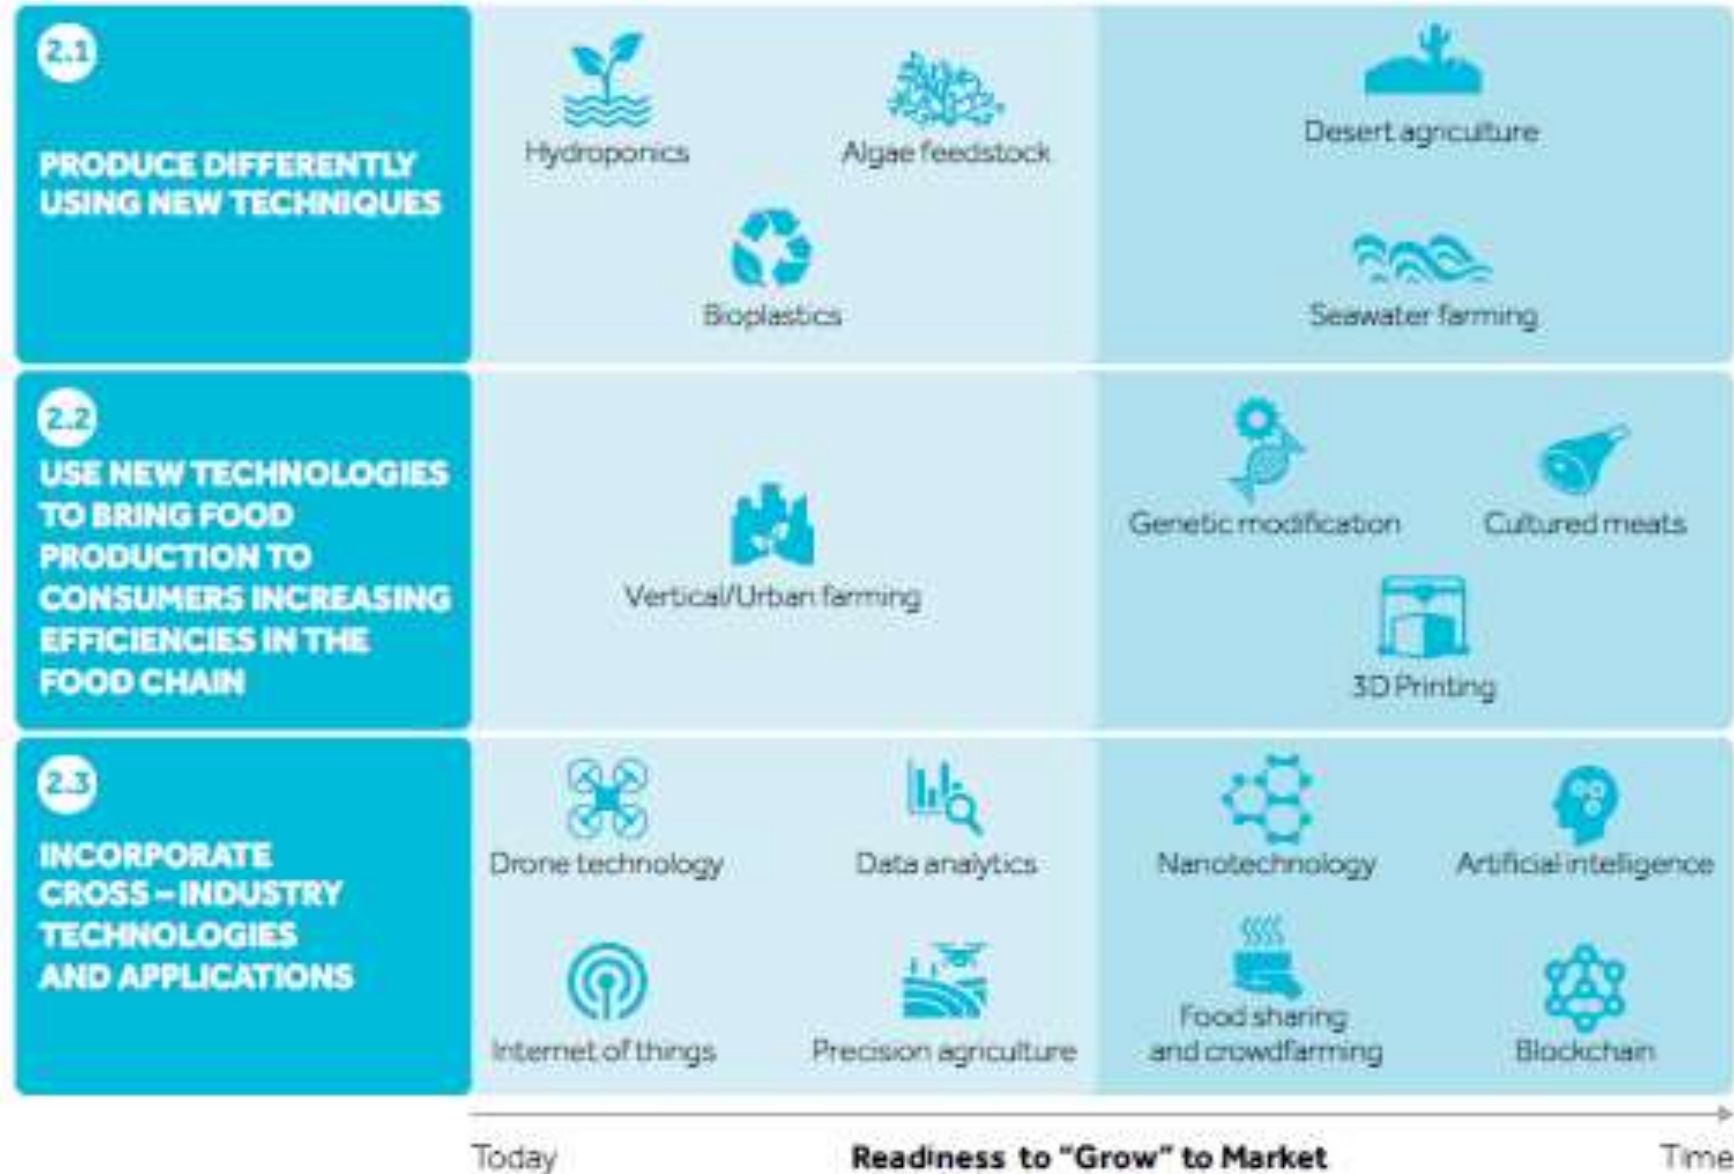 2.1
PRODUCE DIFFERENTLY
USING NEW TECHNIQUES
Hydroponics
Algae feedstock
Bioplastics
Desert agriculture
Seawater farming
2.2
USE NEW TECHNOLOGIES
TO BRING FOOD
PRODUCTION TO
CONSUMERS INCREASING
EFFICIENCIES IN THE
FOOD CHAIN
Vertical/Urban farming
Genetic modification
Cultured meats
3D Printing
2.3
INCORPORATE
CROSS – INDUSTRY
TECHNOLOGIES
AND APPLICATIONS
Drone technology
Data analytics
Internet of things
Precision agriculture
Nanotechnology
Artificial intelligence
Food sharing
and crowdfarming
Blockchain
Today
Readiness to "Grow" to Market
Time